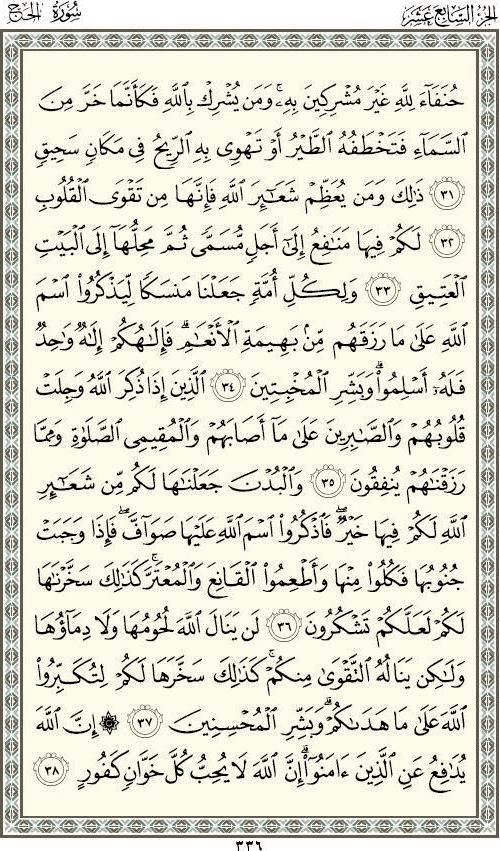 الجزء السابع عشر
سورة الحج
حُنَفَآءَ لِلَّهِ غَيْرَ مُشْرِكِينَ بِهِۦۚ وَمَن يُشْرِكْ بِٱللَّهِ فَكَأَنَّمَا خَرَّ مِنَ
ٱلسَّمَآءِ فَتَخْطَفُهُ ٱلطَّيْرُ أَوْ تَهْوِى بِهِ ٱلرِّيحُ فِى مَكَانٍ سَحِيقٍ
٣١ ذَٰلِكَ وَمَن يُعَظِّمْ شَعَٰٓئِرَ ٱللَّهِ فَإِنَّهَا مِن تَقْوَى ٱلْقُلُوبِ
٣٢ لَكُمْ فِيهَا مَنَٰفِعُ إِلَىٰٓ أَجَلٍ مُّسَمًّى ثُمَّ مَحِلُّهَآ إِلَى ٱلْبَيْتِ
ٱلْعَتِيقِ ٣٣ وَلِكُلِّ أُمَّةٍ جَعَلْنَا مَنسَكًا لِّيَذْكُرُوا۟ ٱسْمَ
ٱللَّهِ عَلَىٰ مَا رَزَقَهُم مِّنۢ بَهِيمَةِ ٱلْأَنْعَٰمِۗ فَإِلَٰهُكُمْ إِلَٰهٌ وَٰحِدٌ
فَلَهُۥٓ أَسْلِمُوا۟ۗ وَبَشِّرِ ٱلْمُخْبِتِينَ ٣٤ ٱلَّذِينَ إِذَا ذُكِرَ ٱللَّهُ وَجِلَتْ
قُلُوبُهُمْ وَٱلصَّٰبِرِينَ عَلَىٰ مَآ أَصَابَهُمْ وَٱلْمُقِيمِى ٱلصَّلَوٰةِ وَمِمَّا
رَزَقْنَٰهُمْ يُنفِقُونَ ٣٥ وَٱلْبُدْنَ جَعَلْنَٰهَا لَكُم مِّن شَعَٰٓئِرِ
ٱللَّهِ لَكُمْ فِيهَا خَيْرٌۖ فَٱذْكُرُوا۟ ٱسْمَ ٱللَّهِ عَلَيْهَا صَوَآفَّۖ فَإِذَا وَجَبَتْ
جُنُوبُهَا فَكُلُوا۟ مِنْهَا وَأَطْعِمُوا۟ ٱلْقَانِعَ وَٱلْمُعْتَرَّۚ كَذَٰلِكَ سَخَّرْنَٰهَا
لَكُمْ لَعَلَّكُمْ تَشْكُرُونَ ٣٦ لَن يَنَالَ ٱللَّهَ لُحُومُهَا وَلَا دِمَآؤُهَا
وَلَٰكِن يَنَالُهُ ٱلتَّقْوَىٰ مِنكُمْۚ كَذَٰلِكَ سَخَّرَهَا لَكُمْ لِتُكَبِّرُوا۟
ٱللَّهَ عَلَىٰ مَا هَدَىٰكُمْۗ وَبَشِّرِ ٱلْمُحْسِنِينَ ٣٧ ۞ إِنَّ ٱللَّهَ
يُدَٰفِعُ عَنِ ٱلَّذِينَ ءَامَنُوٓا۟ۗ إِنَّ ٱللَّهَ لَا يُحِبُّ كُلَّ خَوَّانٍ كَفُورٍ ٣٨
٣٣٦